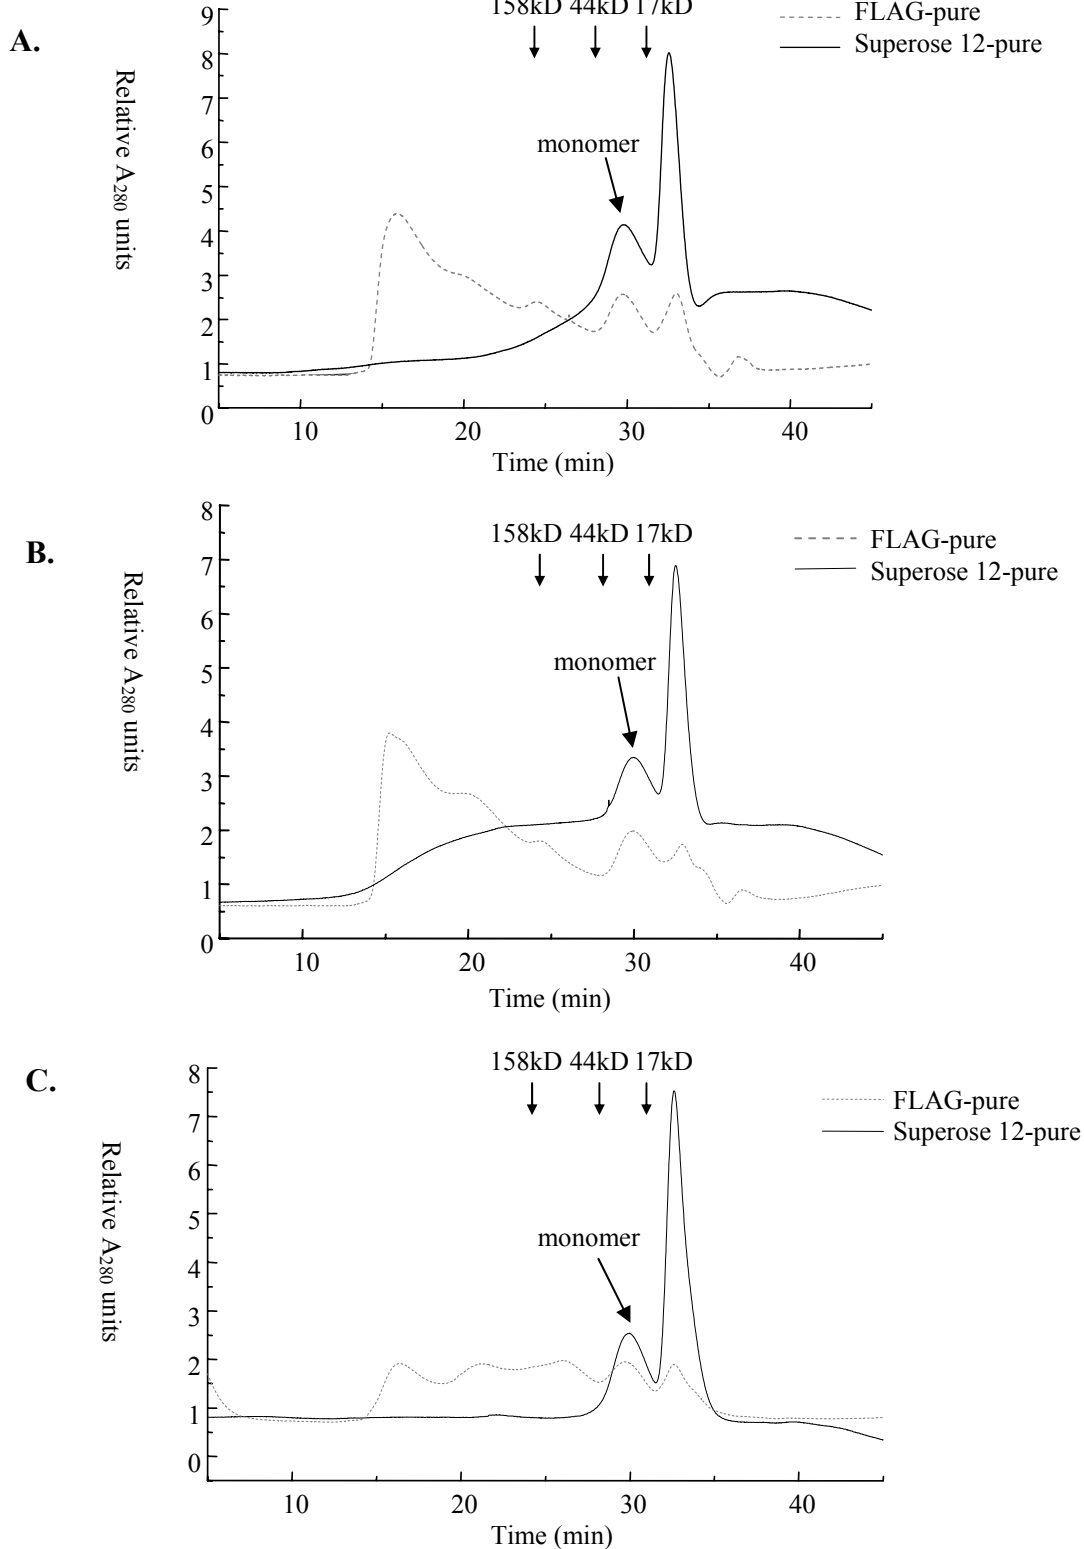 158kD 44kD 17kD
FLAG-pure
Superose 12-pure
A.
Relative A280 units
monomer
9
8
7
6
5
4
3
2
1
0
10 20 30 40
Time (min)
B.
158kD 44kD 17kD
FLAG-pure
Superose 12-pure
Relative A280 units
monomer
8
7
6
5
4
3
2
1
0
10 20 30 40
Time (min)
C.
158kD 44kD 17kD
FLAG-pure
Superose 12-pure
Relative A280 units
monomer
8
7
6
5
4
3
2
1
0
10 20 30 40
Time (min)